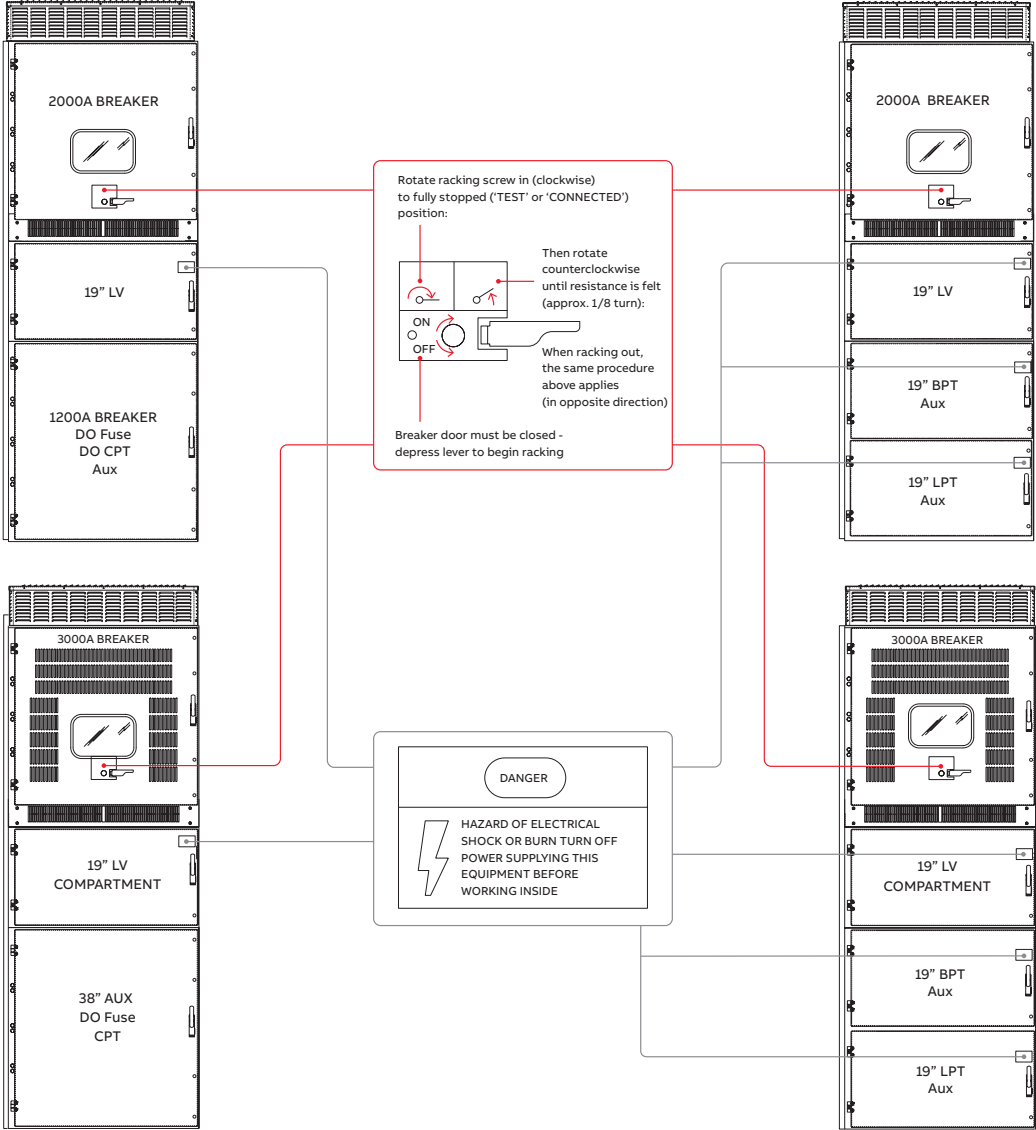 2000A BREAKER
19” LV
1200A BREAKER
DO Fuse
DO CPT
Aux
2000A BREAKER
19” LV
19” BPT
Aux
19” LPT
Aux
Rotate racking screw in (clockwise)
to fully stopped (‘TEST’ or ‘CONNECTED’)
position:
Then rotate
counterclockwise
until resistance is felt
(approx. 1/8 turn):
ON
OFF
When racking out,
the same procedure
above applies
(in opposite direction)
Breaker door must be closed -
depress lever to begin racking
3000A BREAKER
19” LV
COMPARTMENT
38” AUX
DO Fuse
CPT
DANGER
HAZARD OF ELECTRICAL
SHOCK OR BURN TURN OFF
POWER SUPPLYING THIS
EQUIPMENT BEFORE
WORKING INSIDE
3000A BREAKER
19” LV
COMPARTMENT
19” BPT
Aux
19” LPT
Aux